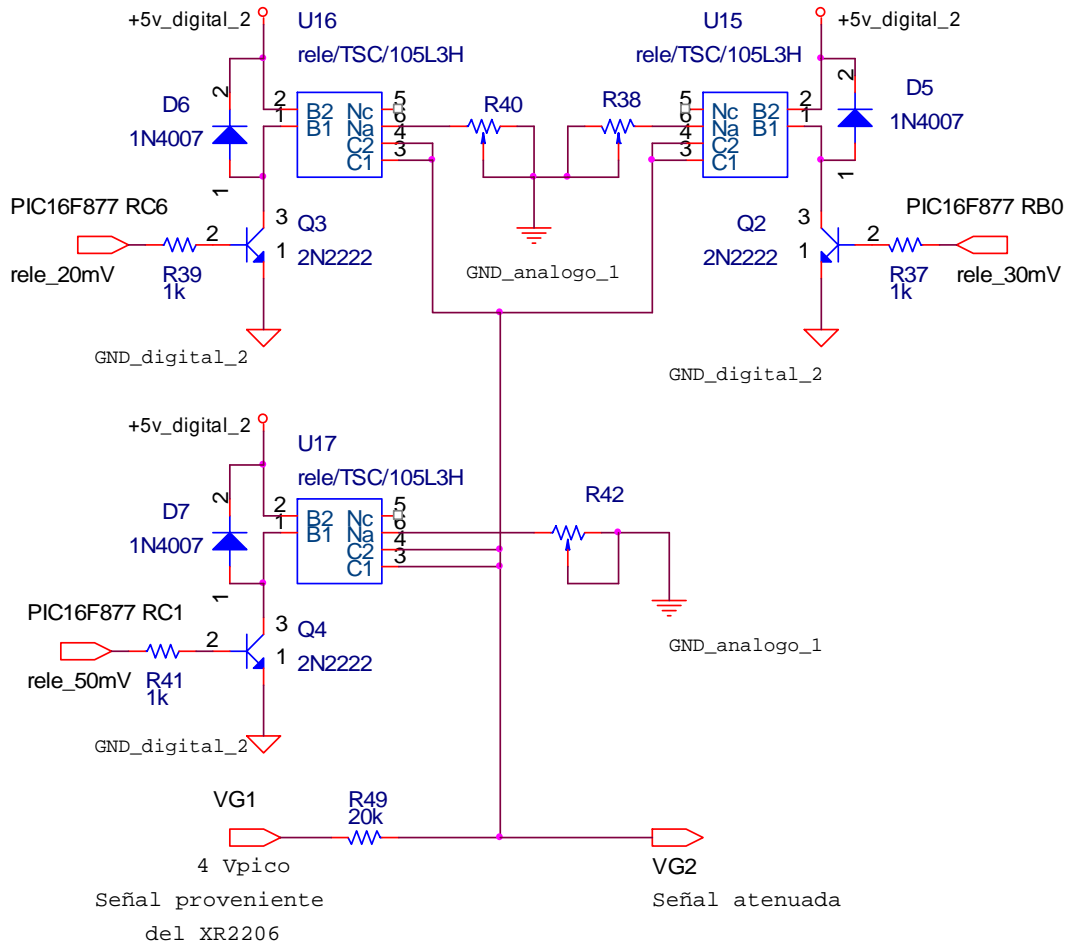 +5v_digital_2
U16
rele/TSC/105L3H
U15
rele/TSC/105L3H
+5v_digital_2
D6
1N4007
2
1
2
1
B2
B1
Nc
Na
C2
C1
5
6
4
3
R40
R38
5
6
4
3
Nc
Na
C2
C1
B2
B1
2
1
2
1
D5
1N4007
PIC16F877 RC6
rele_20mV
R39
1k
2
3
1
Q3
2N2222
GND_digital_2
GND_analogo_1
Q2
2N2222
3
1
2
R37
1k
PIC16F877 RB0
rele_30mV
GND_digital_2
+5v_digital_2
U17
rele/TSC/105L3H
D7
1N4007
2
1
2
1
B2
B1
Nc
Na
C2
C1
5
6
4
3
R42
GND_analogo_1
PIC16F877 RC1
rele_50mV
R41
1k
2
3
1
Q4
2N2222
GND_digital_2
VG1
R49
20k
4 Vpico
Señal proveniente
del XR2206
VG2
Señal atenuada